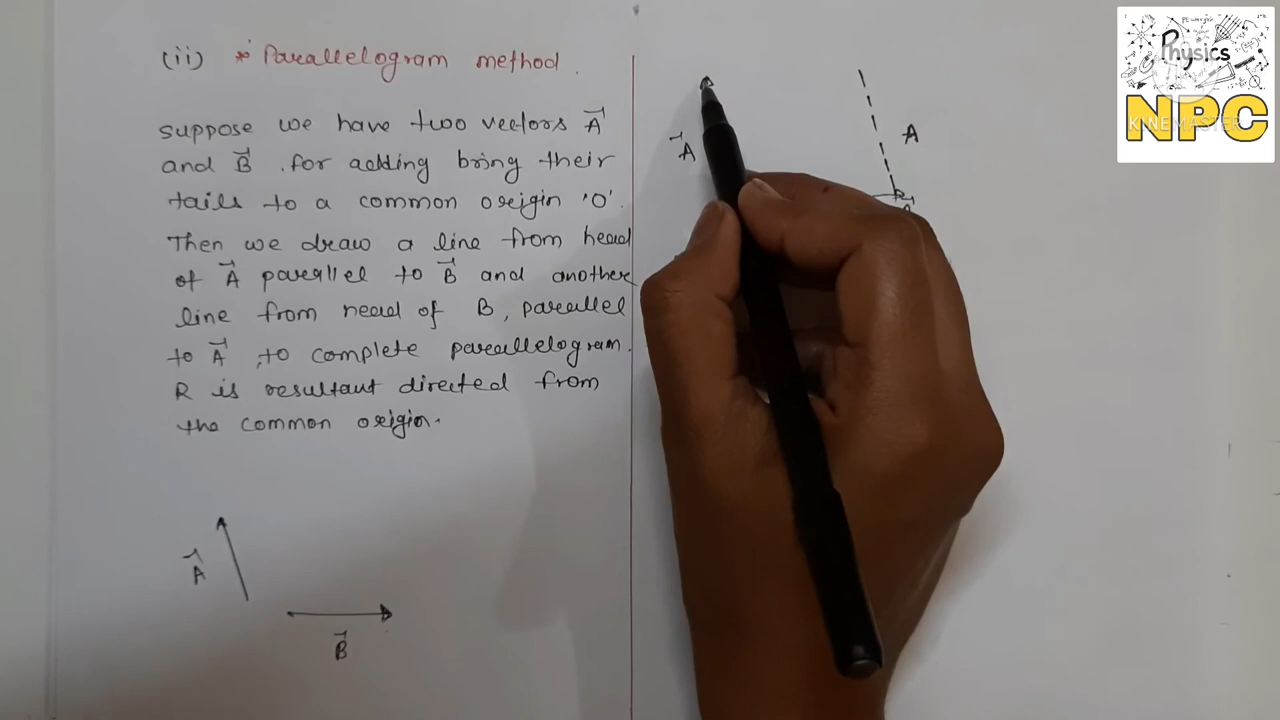 (ii) * Parallelogram method.
suppose we have two vectors A
and B. for adding bring their
tails to a common origin 'O'.
Then we draw a line from head
of A parallel to B and another
line from head of B, parallel
to A, to complete parallelogram.
R is resultant directed from
the common origin.
A
B
A
A
Physics
NPC
KINEMASTER